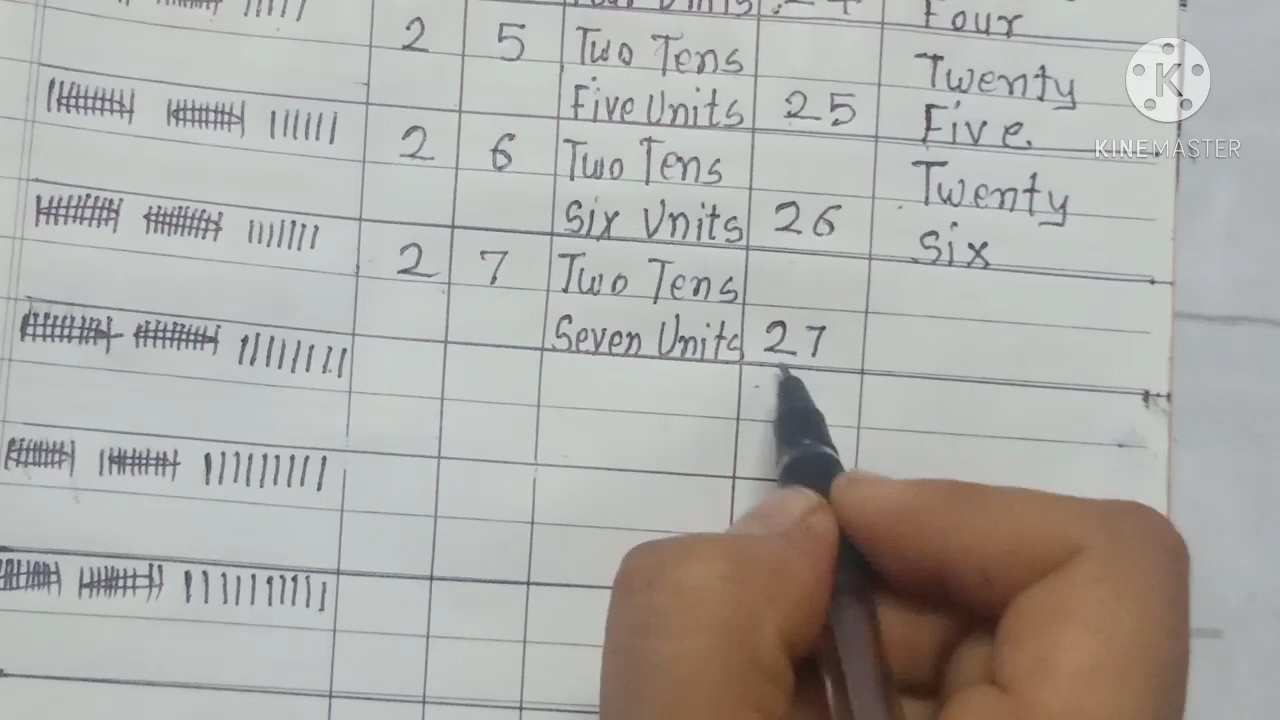 Four
2 5 Two Tens
Twenty
Five Units 25
Five
2 6 Two Tens
Twenty
Six Units 26
Six
2 7 Two Tens
Seven Units 27
K
KINEMASTER